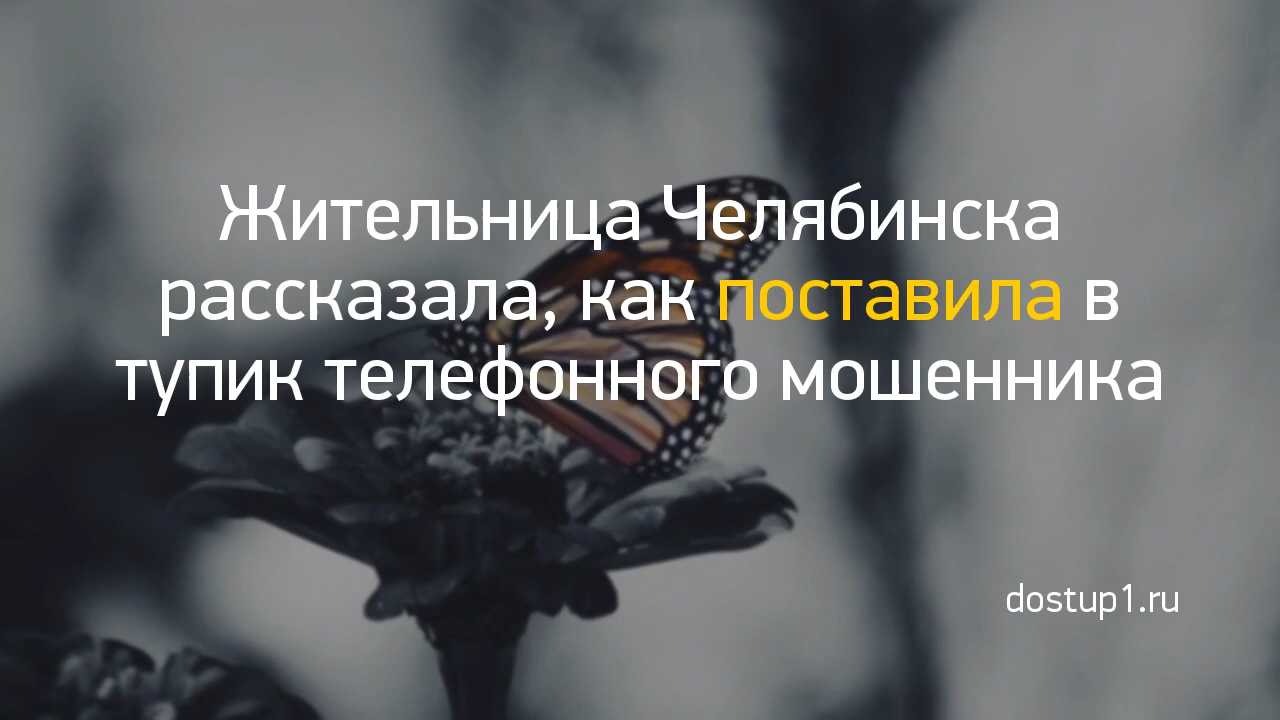 Жительница Челябинска
рассказала, как поставила в
тупик телефонного мошенника
dostup1.ru